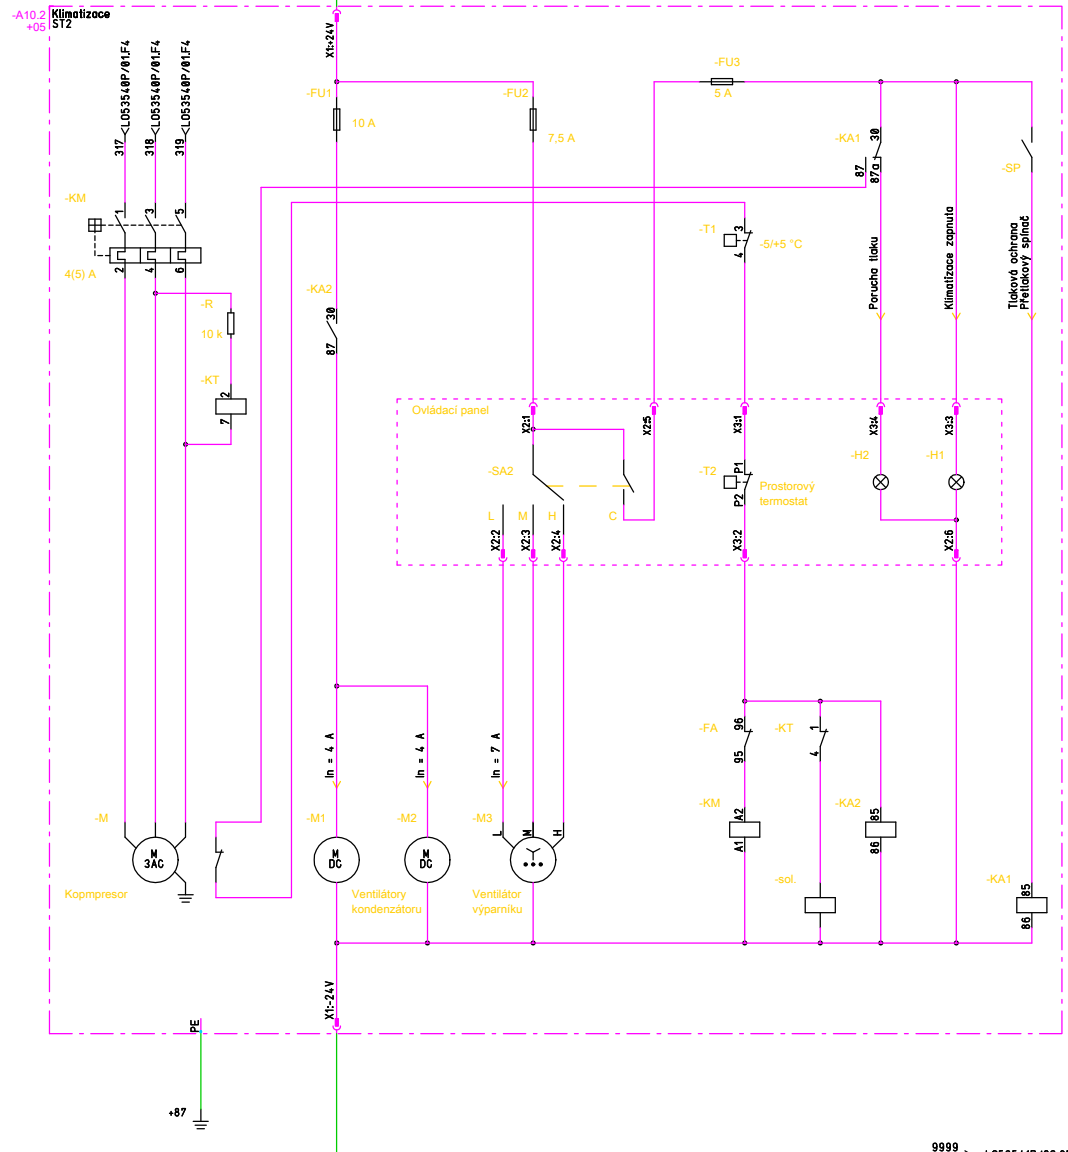 -A10.2 Klimatizace
+05 ST2
X1:+24V
LO53540P/01.F4
LO53540P/01.F4
LO53540P/01.F4
317
318
319
-FU1
10 A
-FU2
7,5 A
-FU3
5 A
-KA1
30
87
87a
-SP
-KM
1
3
5
2
4
6
4(5) A
-T1
3
4
-5/+5 °C
Porucha tlaku
Klimatizace zapnuta
Tlaková ochrana
Přetlakový spínač
-R
10 k
-KA2
30
87
-KT
2
7
Ovládací panel
X2:1
X2:5
X3:1
X3:4
X3:3
-SA2
L
M
H
C
-T2
P1
P2
Prostorový
termostat
-H2
-H1
X2:2
X2:3
X2:4
X3:2
X2:6
In = 4 A
In = 4 A
In = 7 A
-FA
96
95
-KT
1
4
-M
M
3AC
Kopmpresor
-M1
M
DC
-M2
M
DC
Ventilátory
kondenzátoru
-M3
L
M
H
Ventilátor
výparníku
-KM
A2
A1
-KA2
85
86
-sol.
-KA1
85
86
X1:-24V
PE
+87
9999